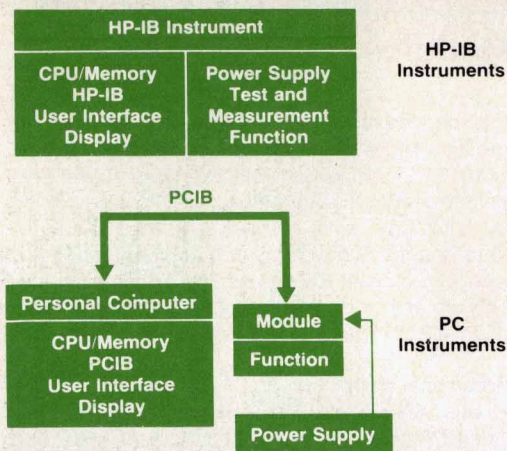 HP-IB Instrument
CPU/Memory
HP-IB
User Interface
Display
Power Supply
Test and
Measurement
Function
HP-IB
Instruments
PCIB
Personal Computer
CPU/Memory
PCIB
User Interface
Display
Module
Function
Power Supply
PC
Instruments